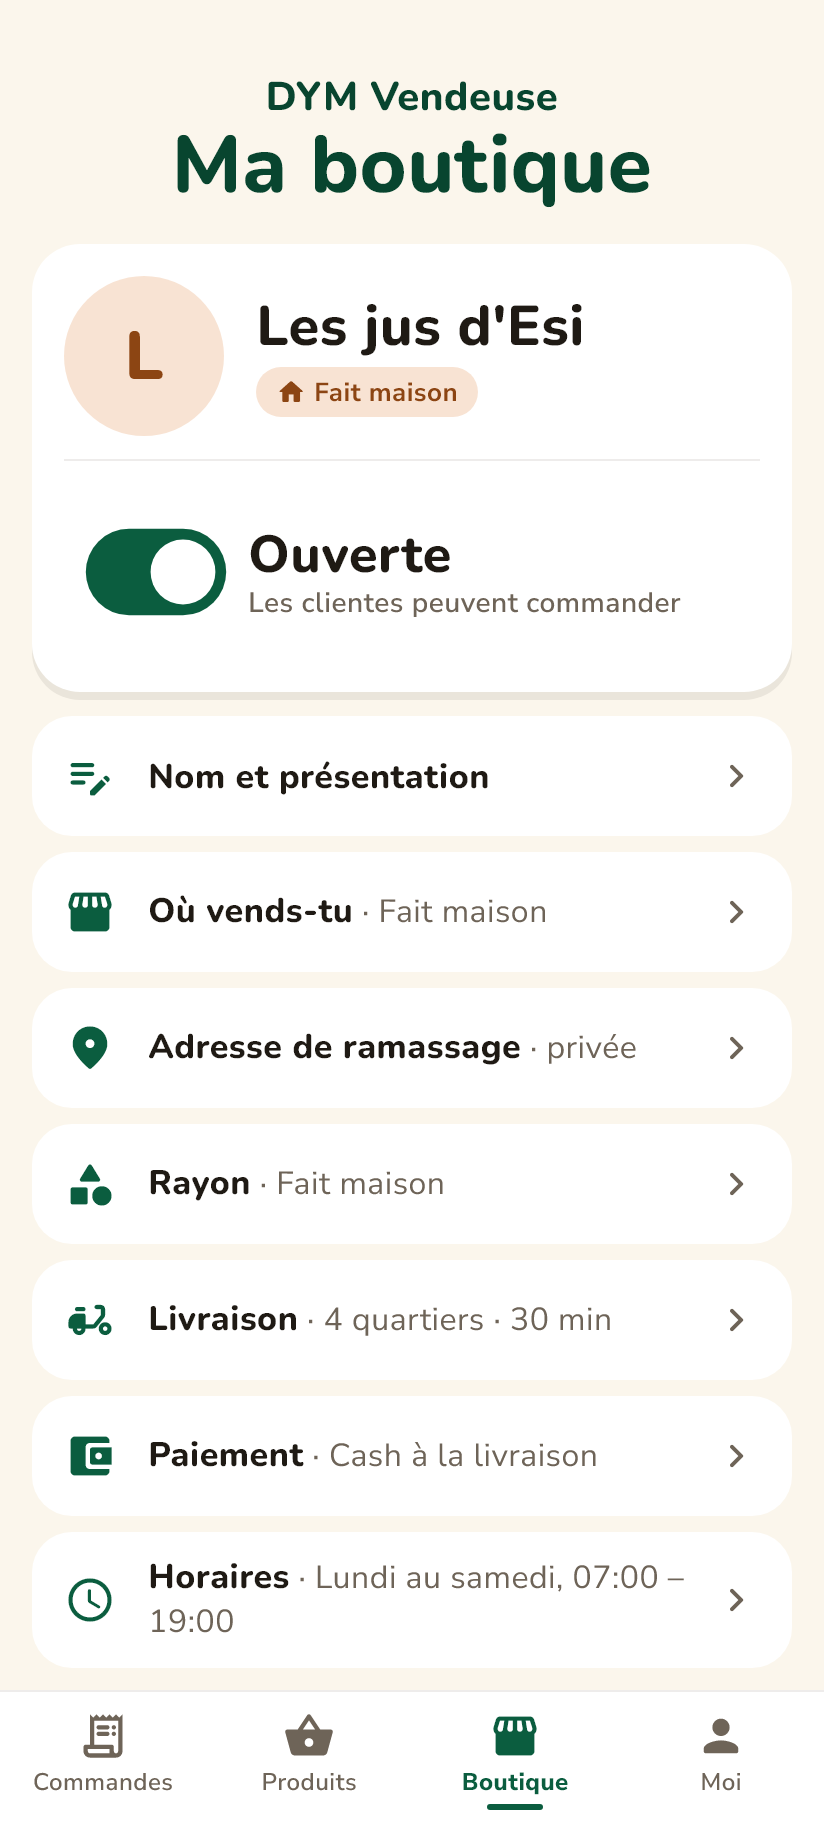 DYM Vendeuse
Ma boutique
L
Les jus d'Esi
Fait maison
Ouverte
Les clientes peuvent commander
Nom et présentation
Où vends-tu · Fait maison
Adresse de ramassage · privée
Rayon · Fait maison
Livraison · 4 quartiers · 30 min
Paiement · Cash à la livraison
Horaires · Lundi au samedi, 07:00 –
19:00
Commandes
Produits
Boutique
Moi